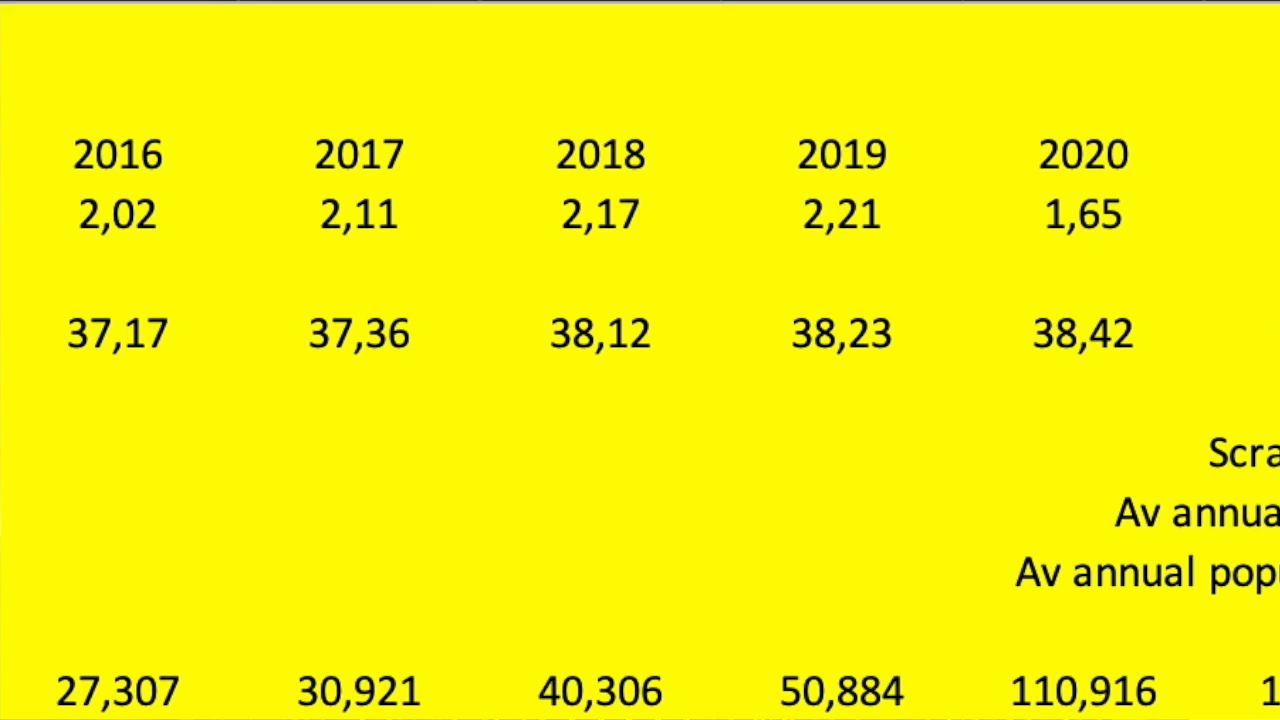 2016 2017 2018 2019 2020
2,02 2,11 2,17 2,21 1,65
37,17 37,36 38,12 38,23 38,42
Scra
Av annua
Av annual pop
27,307 30,921 40,306 50,884 110,916 1